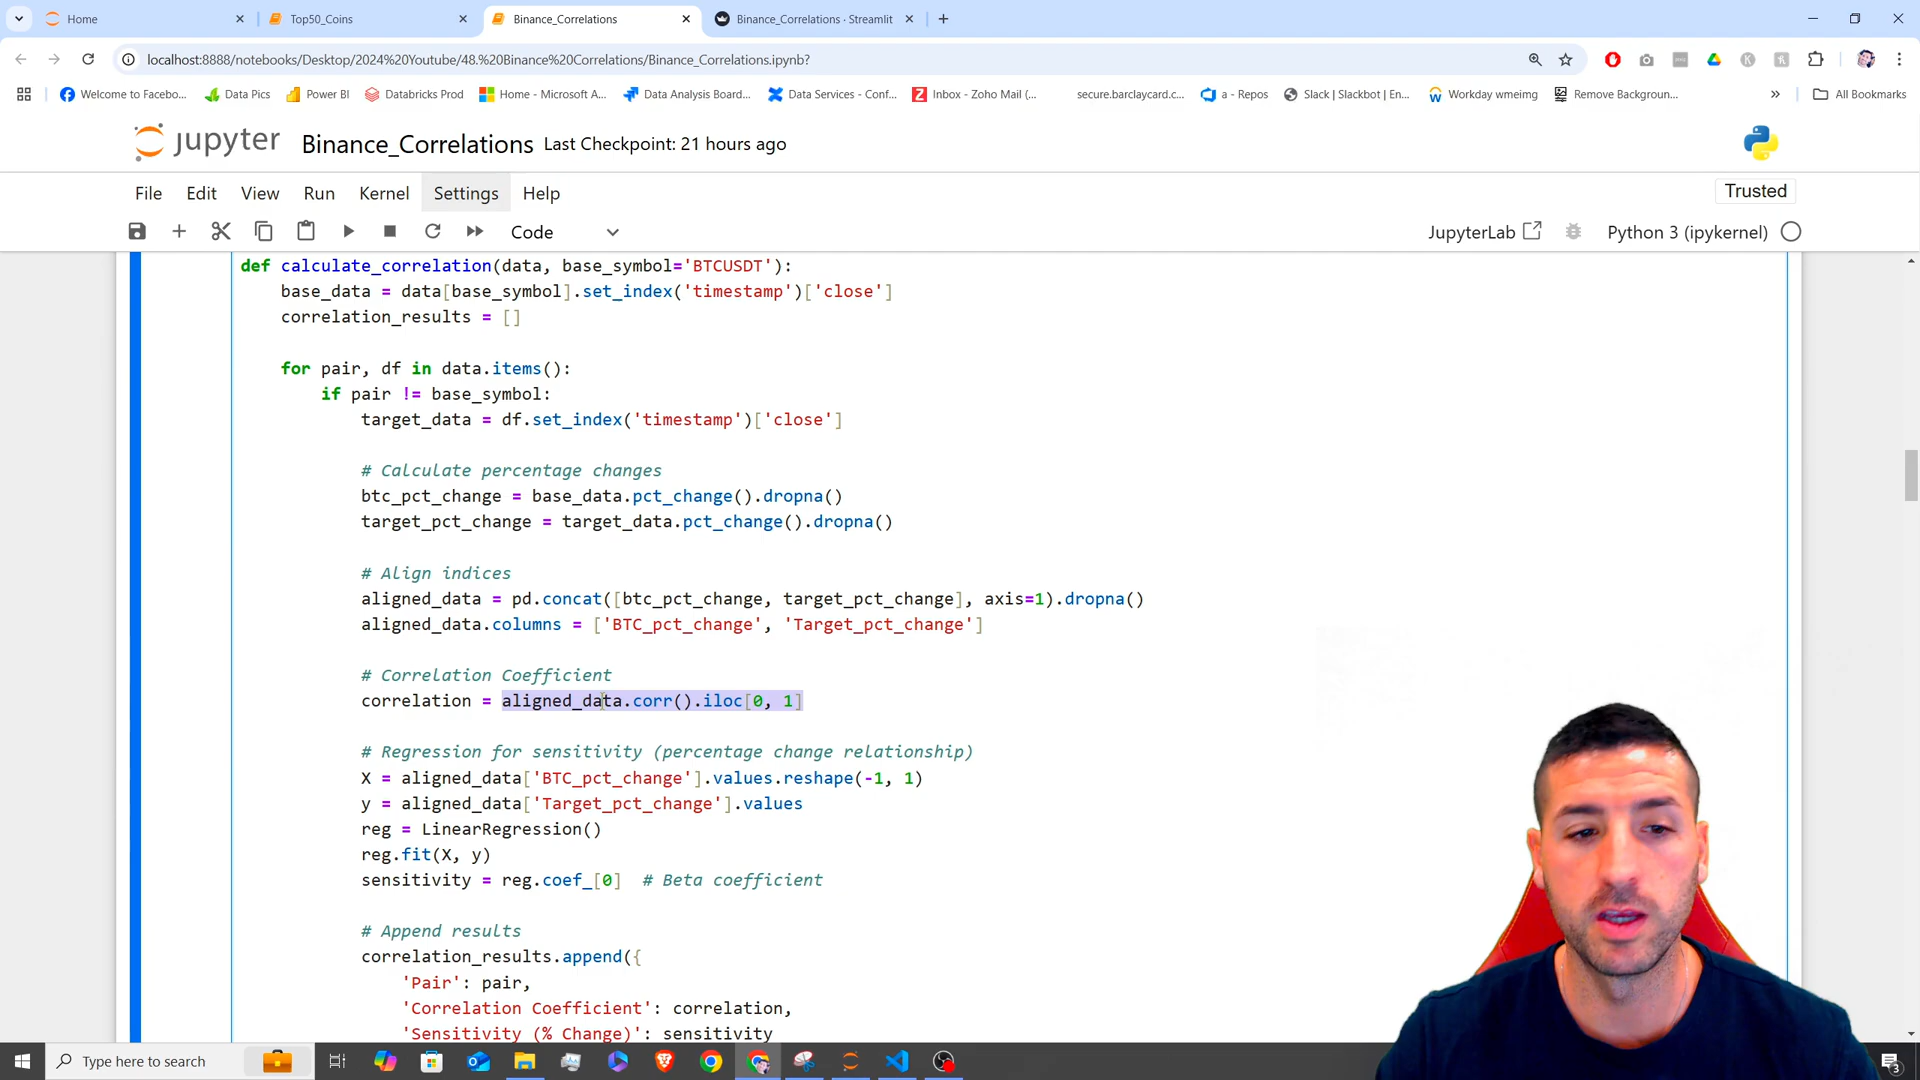 Home
Top50_Coins
Binance_Correlations
Binance_Correlations · Streamlit
localhost:8888/notebooks/Desktop/2024%20Youtube/48.%20Binance%20Correlations/Binance_Correlations.ipynb?
Welcome to Facebo...
Data Pics
Power BI
Databricks Prod
Home - Microsoft A...
Data Analysis Board...
Data Services - Conf...
Inbox - Zoho Mail (...
secure.barclaycard.c...
a - Repos
Slack | Slackbot | En...
Workday wmeimg
Remove Backgroun...
All Bookmarks
jupyter
Binance_Correlations
Last Checkpoint: 21 hours ago
File
Edit
View
Run
Kernel
Settings
Help
Trusted
Code
JupyterLab
Python 3 (ipykernel)
def calculate_correlation(data, base_symbol='BTCUSDT'):
base_data = data[base_symbol].set_index('timestamp')['close']
correlation_results = []
for pair, df in data.items():
if pair != base_symbol:
target_data = df.set_index('timestamp')['close']
# Calculate percentage changes
btc_pct_change = base_data.pct_change().dropna()
target_pct_change = target_data.pct_change().dropna()
# Align indices
aligned_data = pd.concat([btc_pct_change, target_pct_change], axis=1).dropna()
aligned_data.columns = ['BTC_pct_change', 'Target_pct_change']
# Correlation Coefficient
correlation = aligned_data.corr().iloc[0, 1]
# Regression for sensitivity (percentage change relationship)
X = aligned_data['BTC_pct_change'].values.reshape(-1, 1)
y = aligned_data['Target_pct_change'].values
reg = LinearRegression()
reg.fit(X, y)
sensitivity = reg.coef_[0]  # Beta coefficient
# Append results
correlation_results.append({
'Pair': pair,
'Correlation Coefficient': correlation,
'Sensitivity (% Change)': sensitivity
Type here to search
3